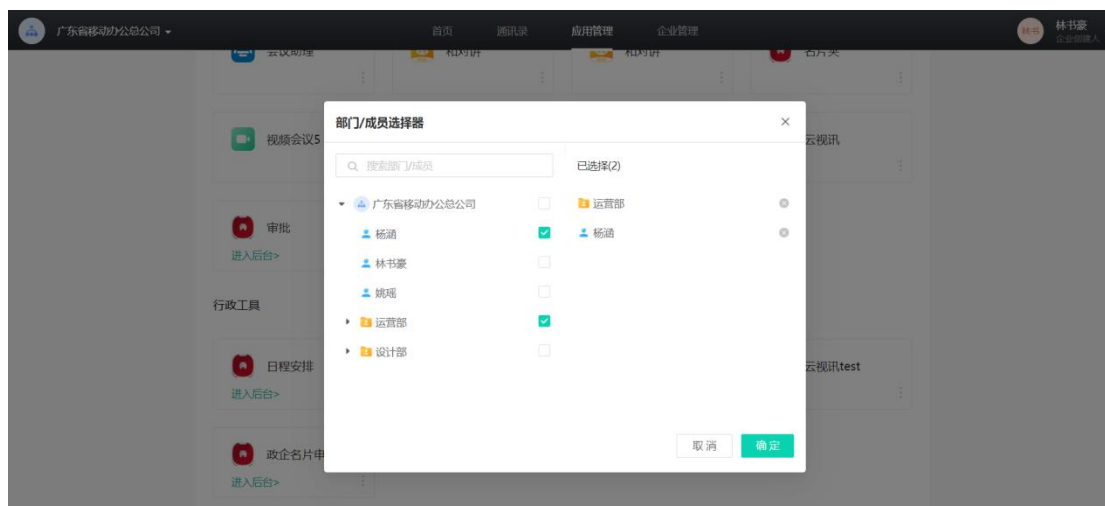 广东省移动办公总公司
首页 通讯录 应用管理 企业管理
林书
林书豪
企业创建人
会议助理 和对讲 和对讲 名片夹
部门/成员选择器
视频会议5
云视讯
搜索部门/成员
已选择(2)
广东省移动办公总公司
运营部
杨涵
杨涵
林书豪
姚瑶
运营部
设计部
审批
进入后台>
行政工具
日程安排
云视讯test
进入后台>
取消 确定
政企名片申
进入后台>